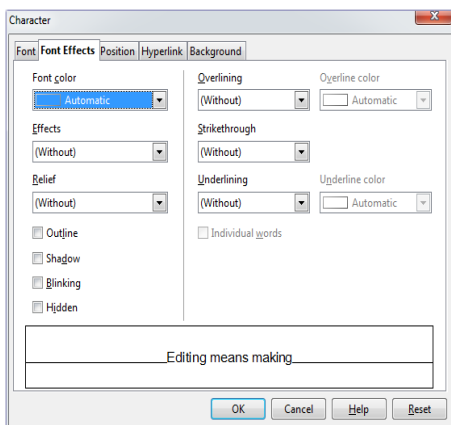 Character
Font Font Effects Position Hyperlink Background
Font color
Automatic
Effects
(Without)
Relief
(Without)
Outline
Shadow
Blinking
Hidden
Overlining Overline color
(Without) Automatic
Strikethrough
(Without)
Underlining Underline color
(Without) Automatic
Individual words
Editing means making
OK Cancel Help Reset